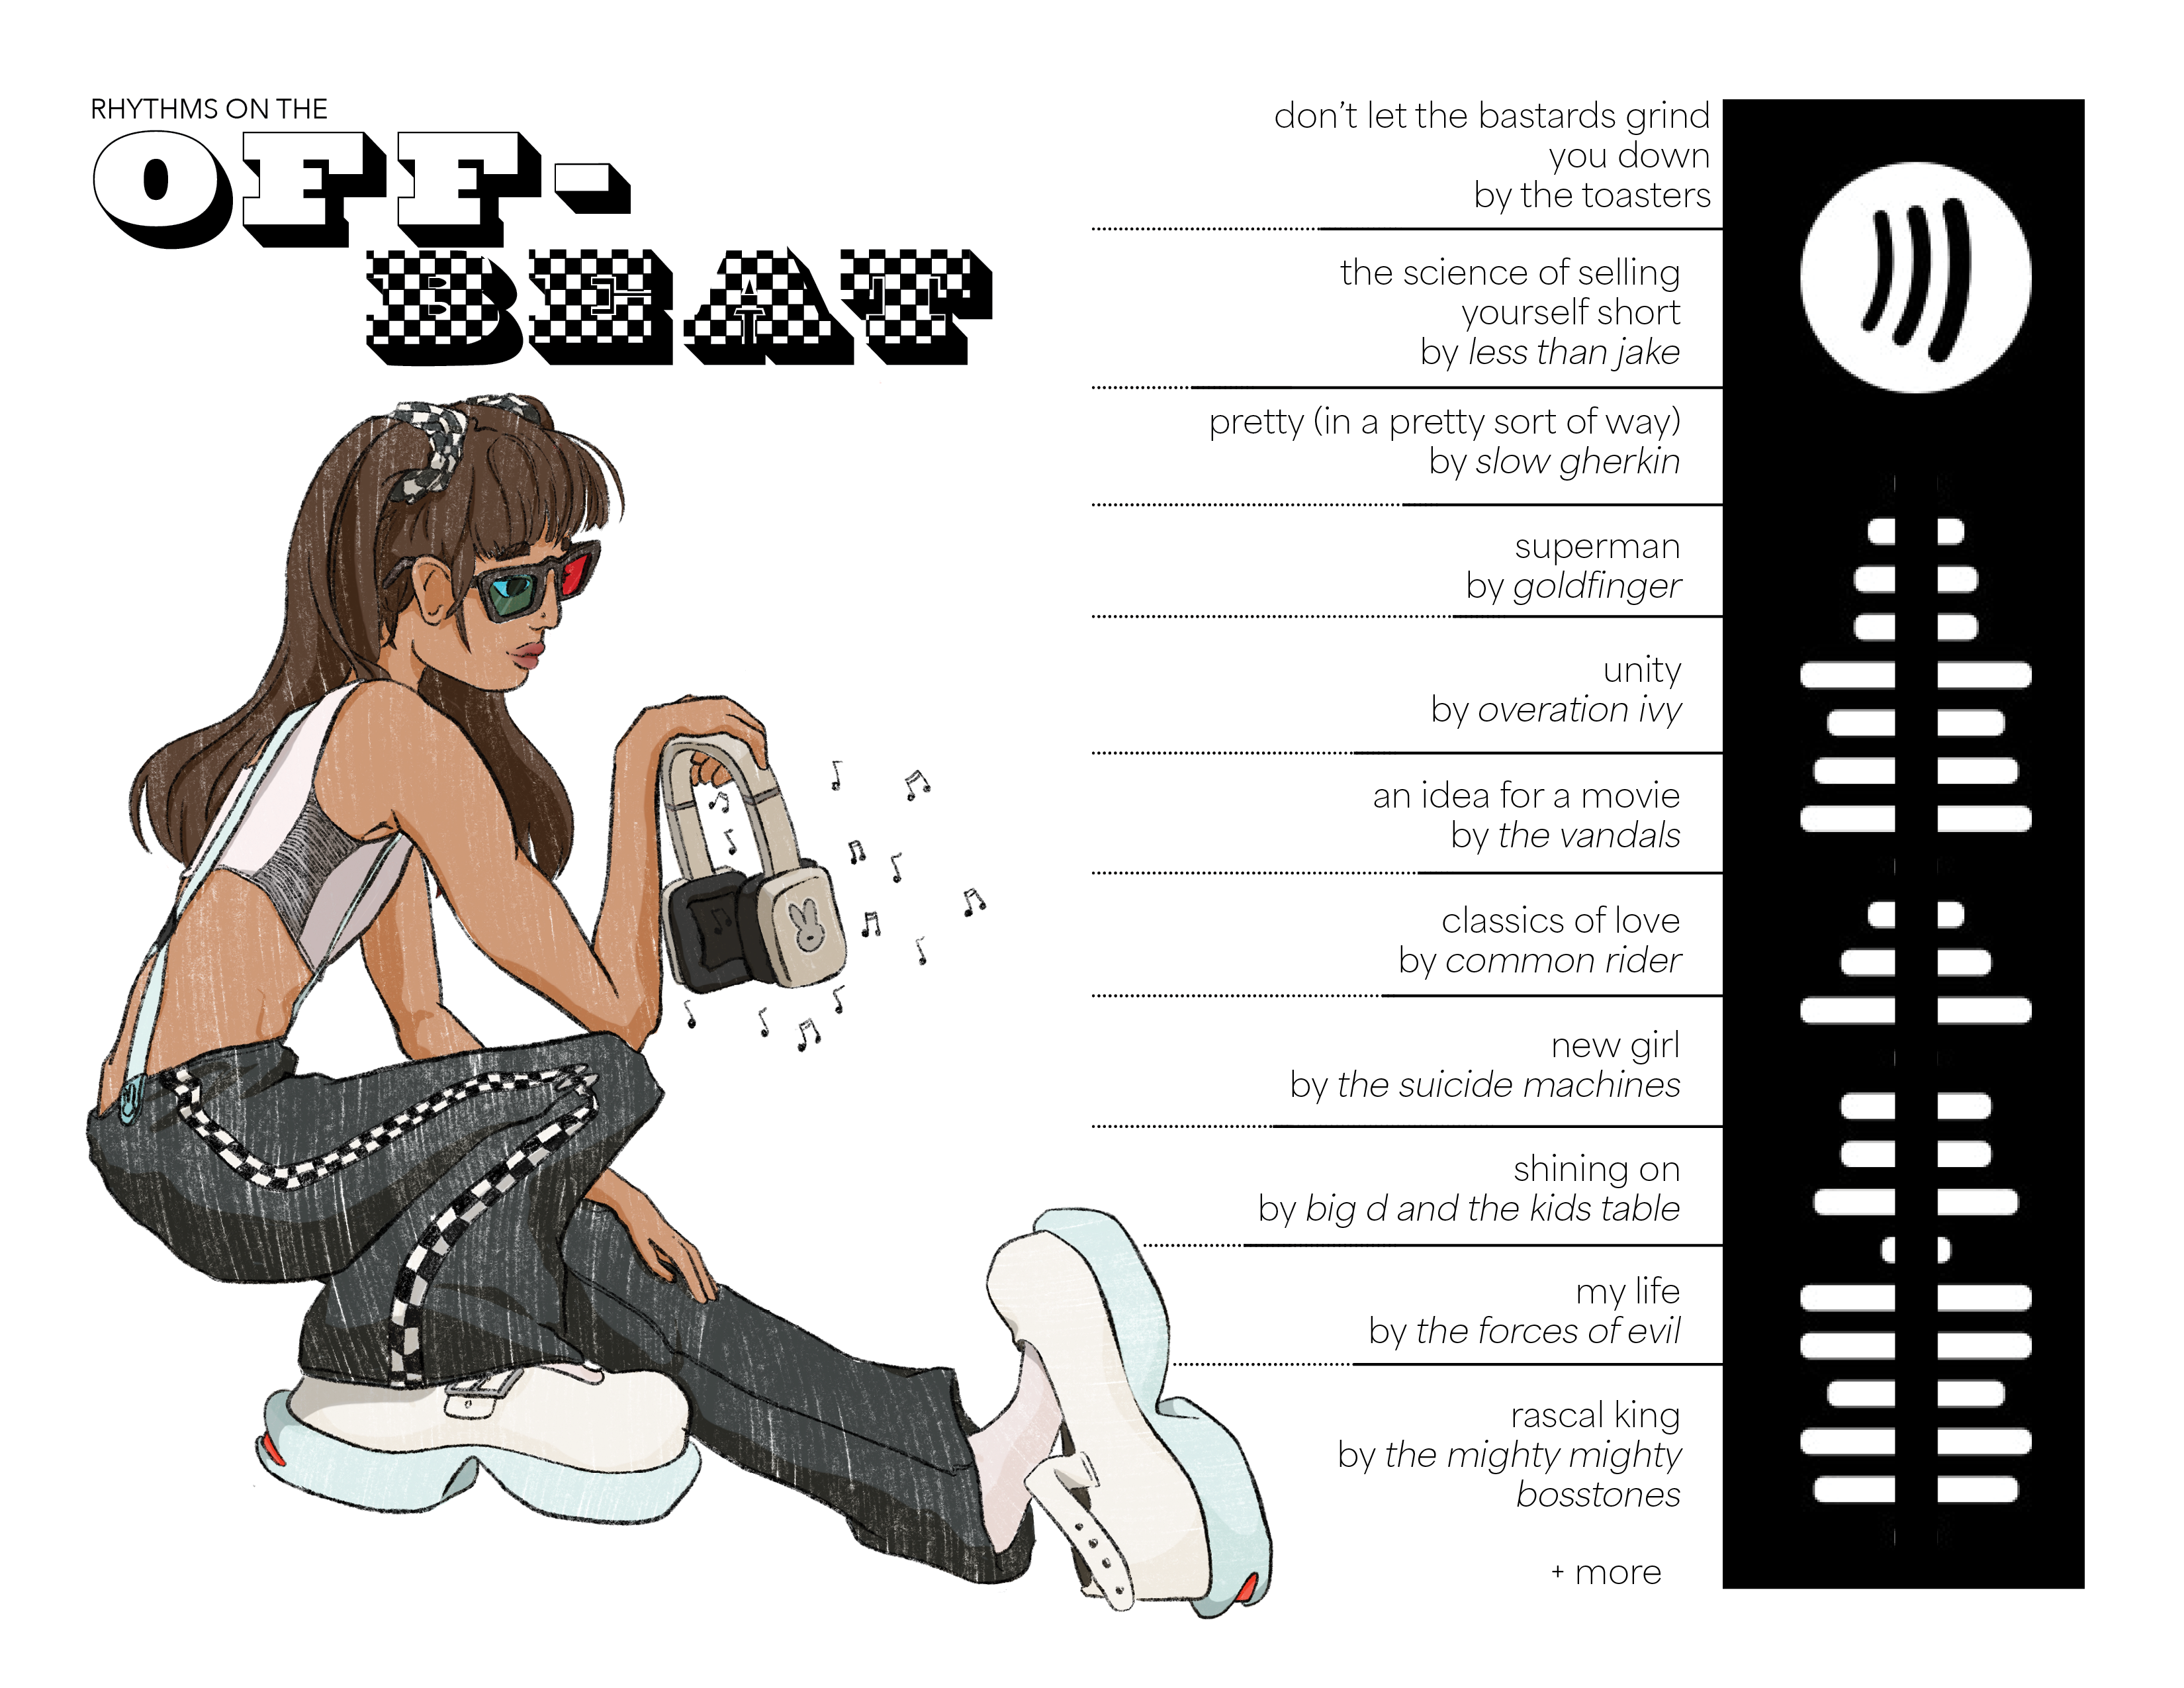 RHYTHMS ON THE
OFF-
BEAT
don't let the bastards grind
you down
by the toasters
the science of selling
yourself short
by less than jake
pretty (in a pretty sort of way)
by slow gherkin
superman
by goldfinger
unity
by overation ivy
an idea for a movie
by the vandals
classics of love
by common rider
new girl
by the suicide machines
shining on
by big d and the kids table
my life
by the forces of evil
rascal king
by the mighty mighty
bosstones
+ more